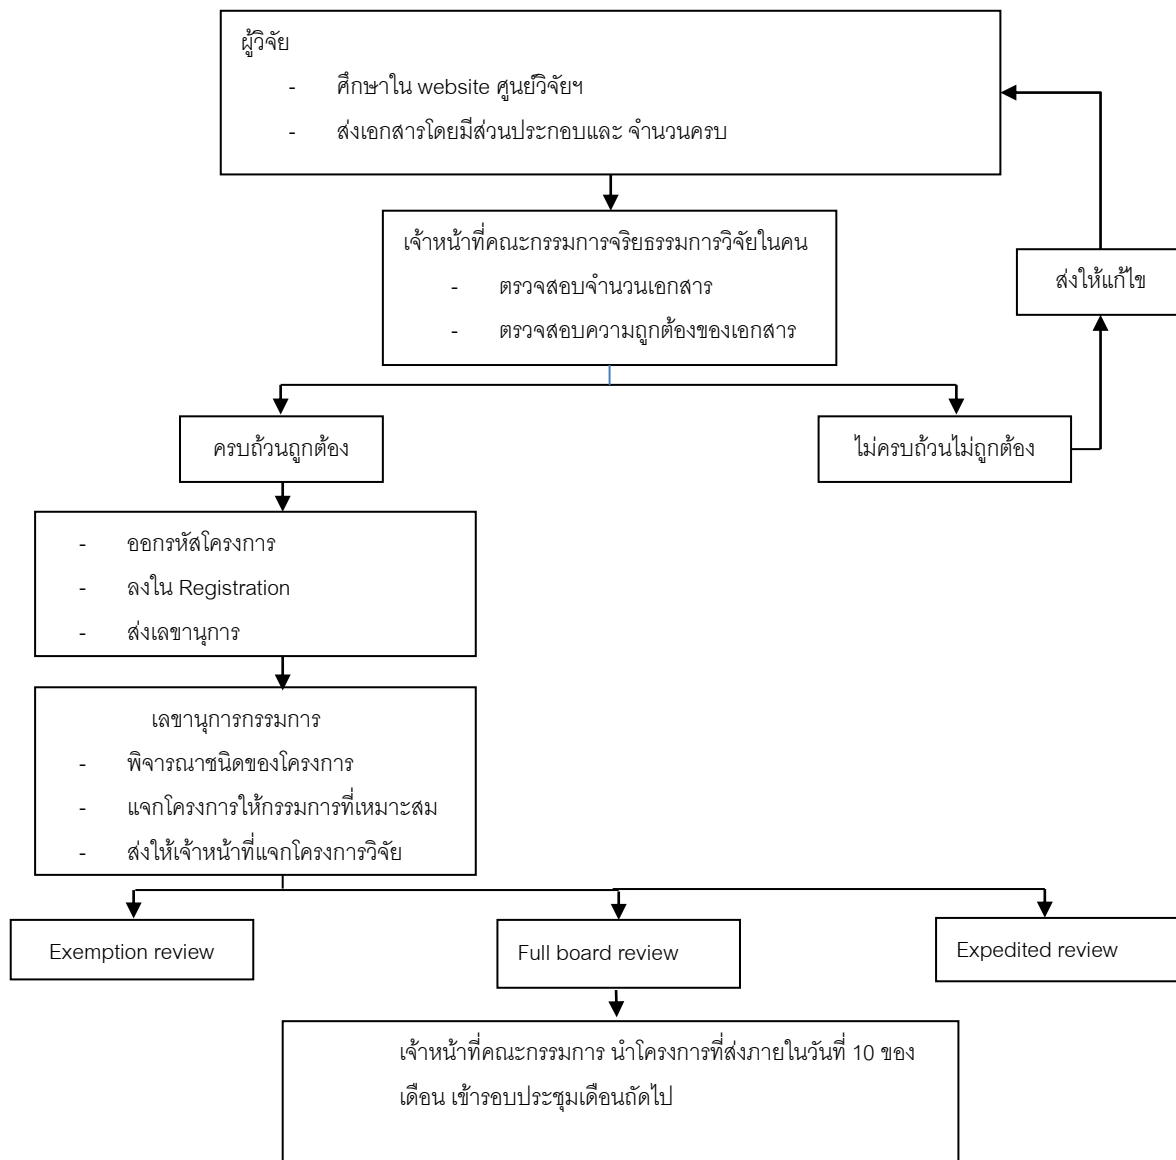 ผู้วิจัย
- ศึกษาใน website ศูนย์วิจัยฯ
- ส่งเอกสารโดยมีส่วนประกอบและ จำนวนครบ
เจ้าหน้าที่คณะกรรมการจริยธรรมการวิจัยในคน
- ตรวจสอบจำนวนเอกสาร
- ตรวจสอบความถูกต้องของเอกสาร
ส่งให้แก้ไข
ครบถ้วนถูกต้อง
ไม่ครบถ้วนไม่ถูกต้อง
- ออกรหัสโครงการ
- ลงใน Registration
- ส่งเลขานุการ
เลขานุการกรรมการ
- พิจารณาชนิดของโครงการ
- แจกโครงการให้กรรมการที่เหมาะสม
- ส่งให้เจ้าหน้าที่แจกโครงการวิจัย
Exemption review
Full board review
Expedited review
เจ้าหน้าที่คณะกรรมการ นำโครงการที่ส่งภายในวันที่ 10 ของ
เดือน เข้ารอบประชุมเดือนถัดไป